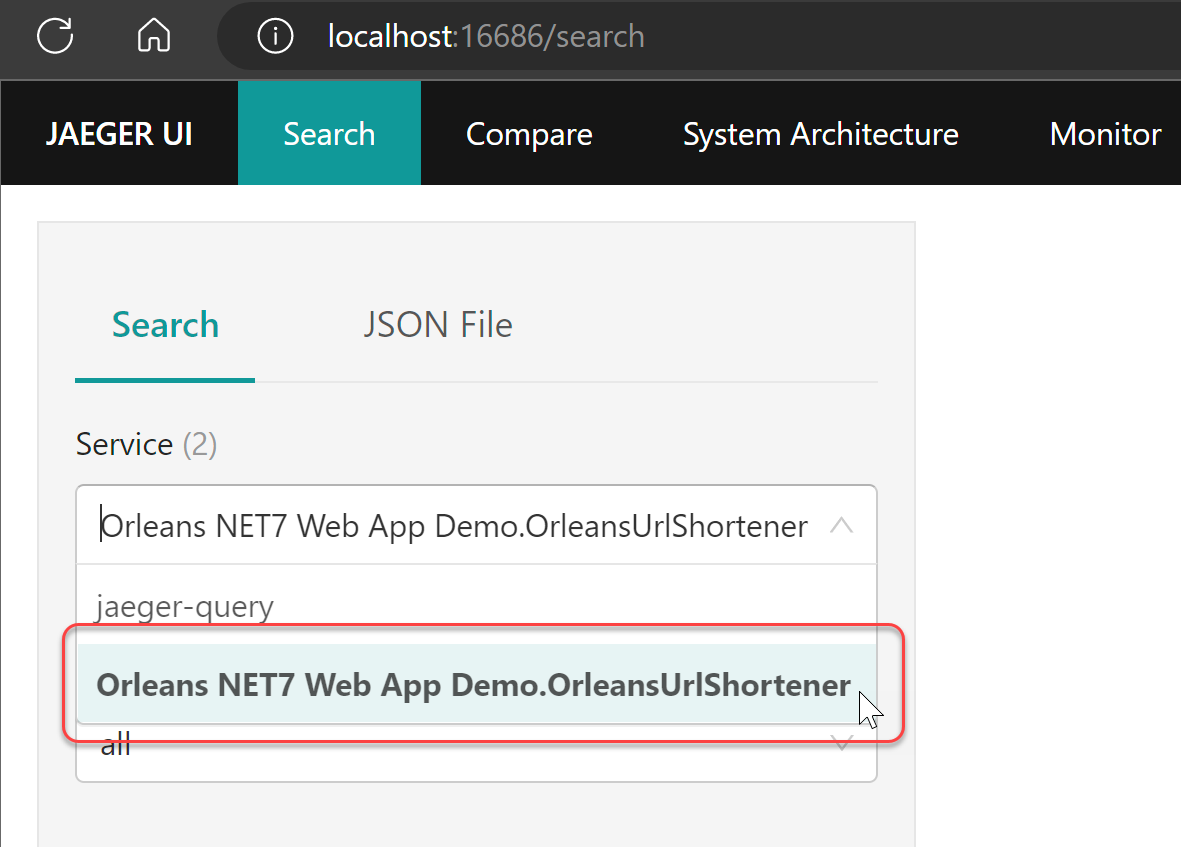 localhost:16686/search
JAEGER UI Search Compare System Architecture Monitor
Search JSON File
Service (2)
Orleans NET7 Web App Demo.OrleansUrlShortener
jaeger-query
Orleans NET7 Web App Demo.OrleansUrlShortener
all